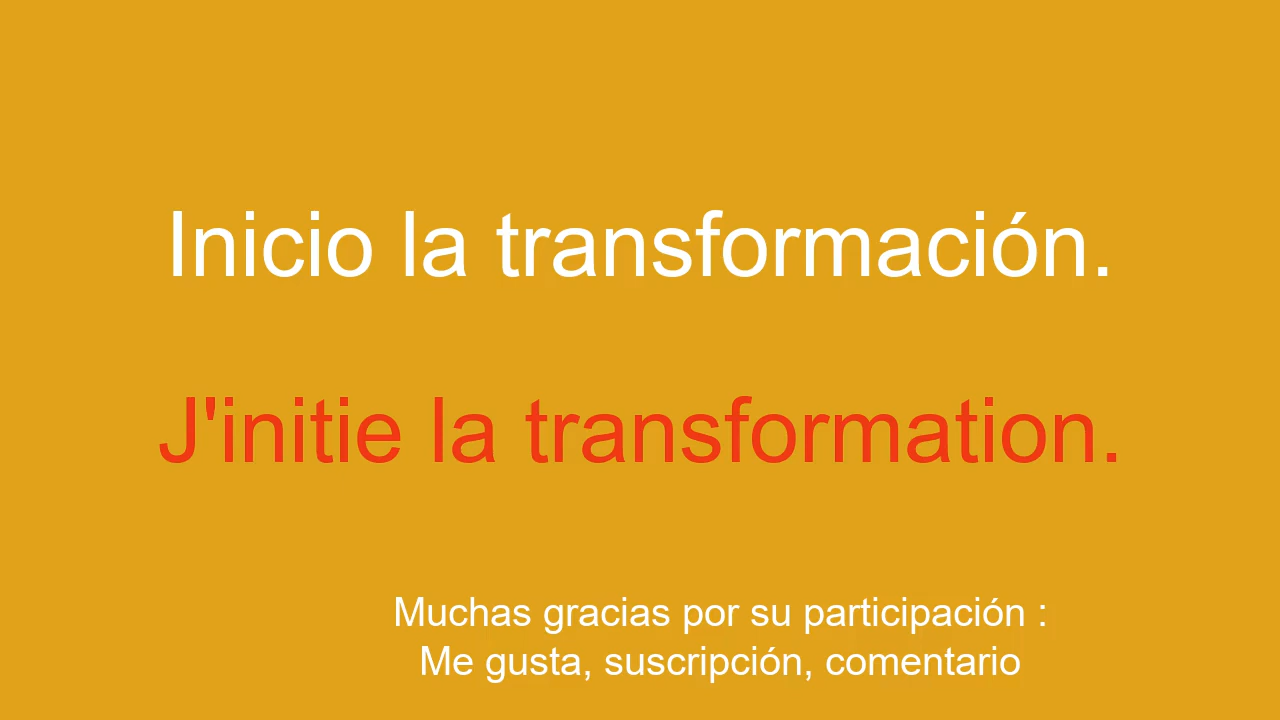 Inicio la transformación.
J'initie la transformation.
Muchas gracias por su participación :
Me gusta, suscripción, comentario